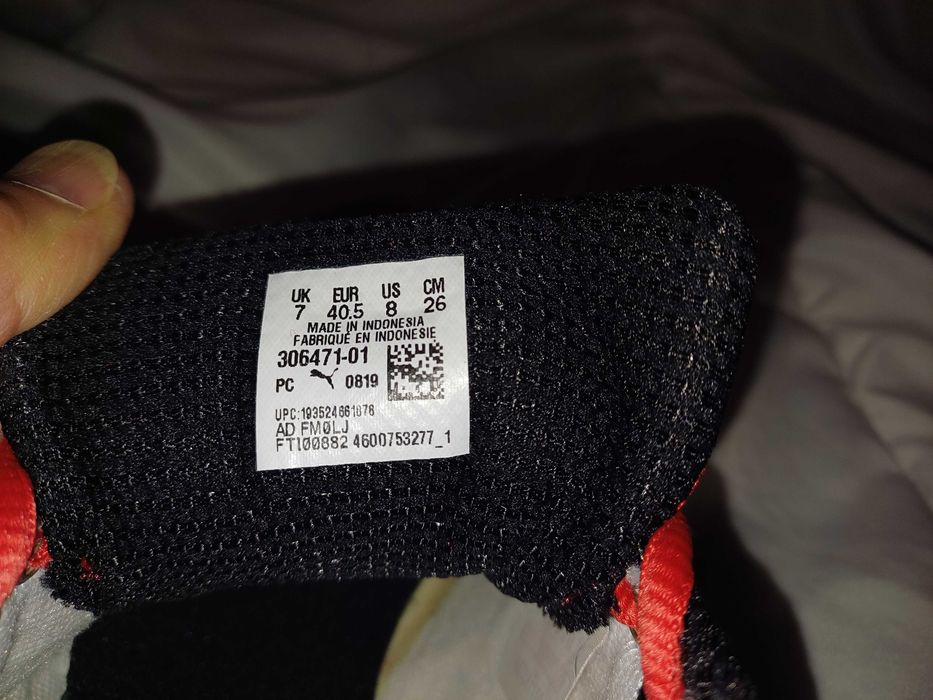 UK EUR US CM
7 40.5 8 26
MADE IN INDONESIA
FABRIQUÉ EN INDONESIE
306471-01
PC 0819
UPC:193524661878
AD FM0LJ
FT100882 4600753277_1